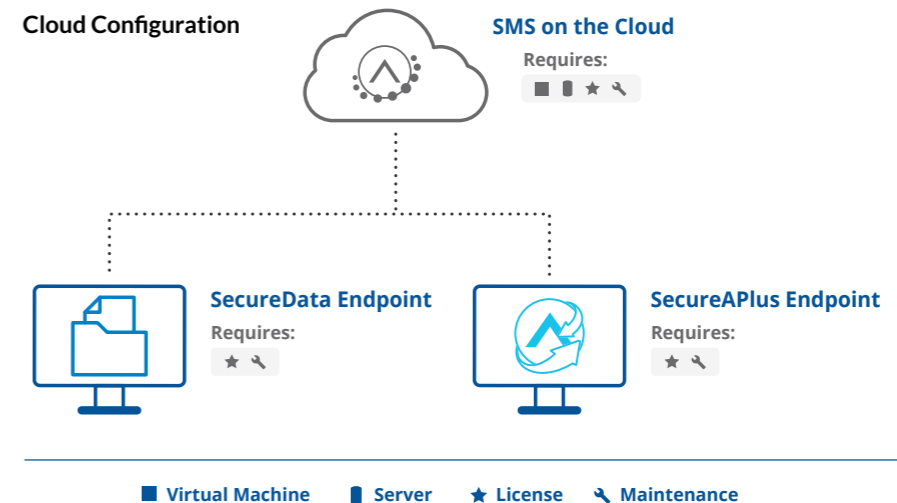 Cloud Configuration
SMS on the Cloud
Requires:
SecureData Endpoint
Requires:
SecureAPlus Endpoint
Requires:
Virtual Machine
Server
License
Maintenance